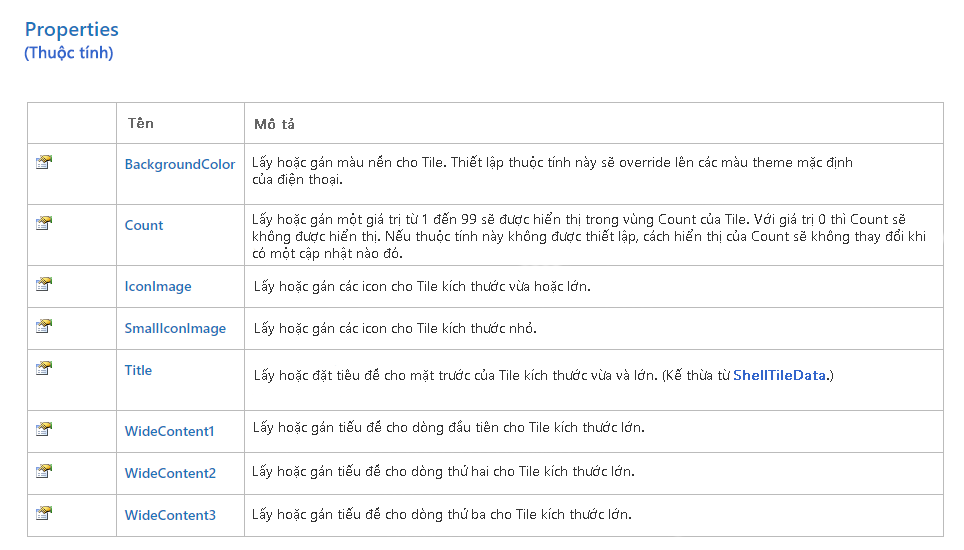 Properties
(Thuộc tính)
Tên
Mô tả
BackgroundColor
Lấy hoặc gán màu nền cho Tile. Thiết lập thuộc tính này sẽ override lên các màu theme mặc định
của điện thoại.
Count
Lấy hoặc gán một giá trị từ 1 đến 99 sẽ được hiển thị trong vùng Count của Tile. Với giá trị 0 thì Count sẽ
không được hiển thị. Nếu thuộc tính này không được thiết lập, cách hiển thị của Count sẽ không thay đổi khi
có một cập nhật nào đó.
IconImage
Lấy hoặc gán các icon cho Tile kích thước vừa hoặc lớn.
SmallIconImage
Lấy hoặc gán các icon cho Tile kích thước nhỏ.
Title
Lấy hoặc đặt tiêu đề cho mặt trước của Tile kích thước vừa và lớn. (Kế thừa từ ShellTileData.)
WideContent1
Lấy hoặc gán tiếu đề cho dòng đầu tiên cho Tile kích thước lớn.
WideContent2
Lấy hoặc gán tiếu đề cho dòng thứ hai cho Tile kích thước lớn.
WideContent3
Lấy hoặc gán tiếu đề cho dòng thứ ba cho Tile kích thước lớn.